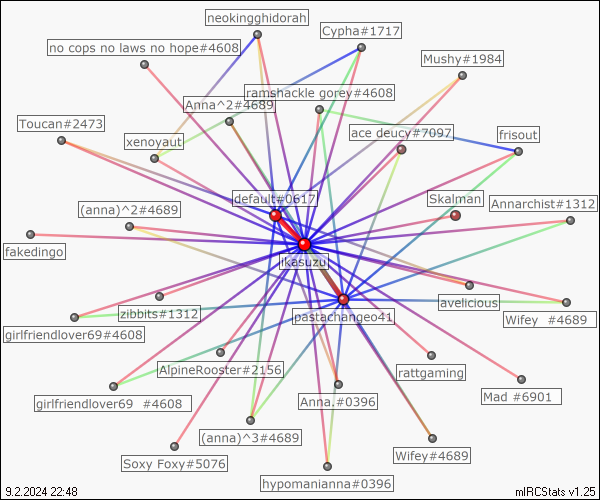 neokingghidorah
Cypha#1717
no cops no laws no hope#4608
Mushy#1984
ramshackle gorey#4608
Anna^2#4689
Toucan#2473
ace deucy#7097
frisout
xenoyaut
default#0617
Skalman
Annarchist#1312
(anna)^2#4689
fakedingo
ikasuzu
zibbits#1312
avelicious
pastachangeo41
Wifey_#4689
girlfriendlover69#4608
AlpineRooster#2156
rattgaming
girlfriendlover69_#4608
Anna.#0396
Mad_#6901
(anna)^3#4689
Soxy Foxy#5076
Wifey#4689
hypomanianna#0396
9.2.2024 22:48
mIRCStats v1.25